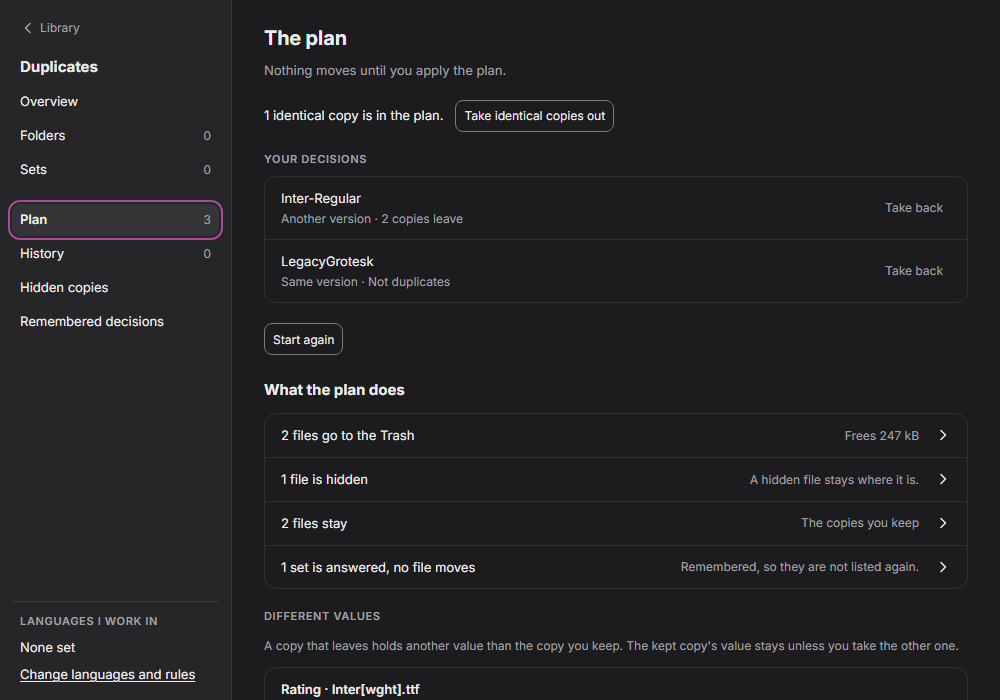 Library
Duplicates
Overview
Folders 0
Sets 0
Plan 3
History 0
Hidden copies
Remembered decisions
LANGUAGES I WORK IN
None set
Change languages and rules
The plan
Nothing moves until you apply the plan.
1 identical copy is in the plan. Take identical copies out
YOUR DECISIONS
Inter-Regular
Another version · 2 copies leave
Take back
LegacyGrotesk
Same version · Not duplicates
Take back
Start again
What the plan does
2 files go to the Trash Frees 247 kB
1 file is hidden A hidden file stays where it is.
2 files stay The copies you keep
1 set is answered, no file moves Remembered, so they are not listed again.
DIFFERENT VALUES
A copy that leaves holds another value than the copy you keep. The kept copy's value stays unless you take the other one.
Rating · Inter[wght].ttf